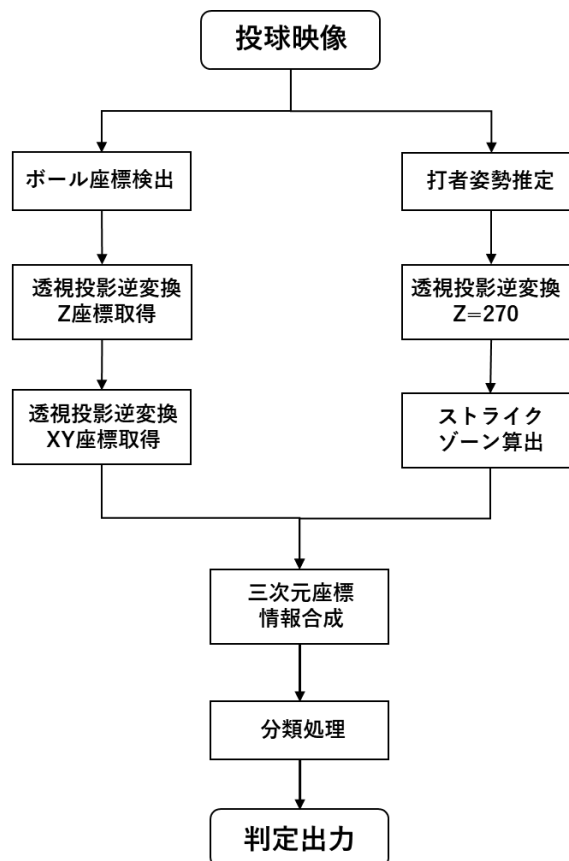 投球映像
ボール座標検出
打者姿勢推定
透視投影逆変換
Z座標取得
透視投影逆変換
Z=270
透視投影逆変換
XY座標取得
ストライク
ゾーン算出
三次元座標
情報合成
分類処理
判定出力